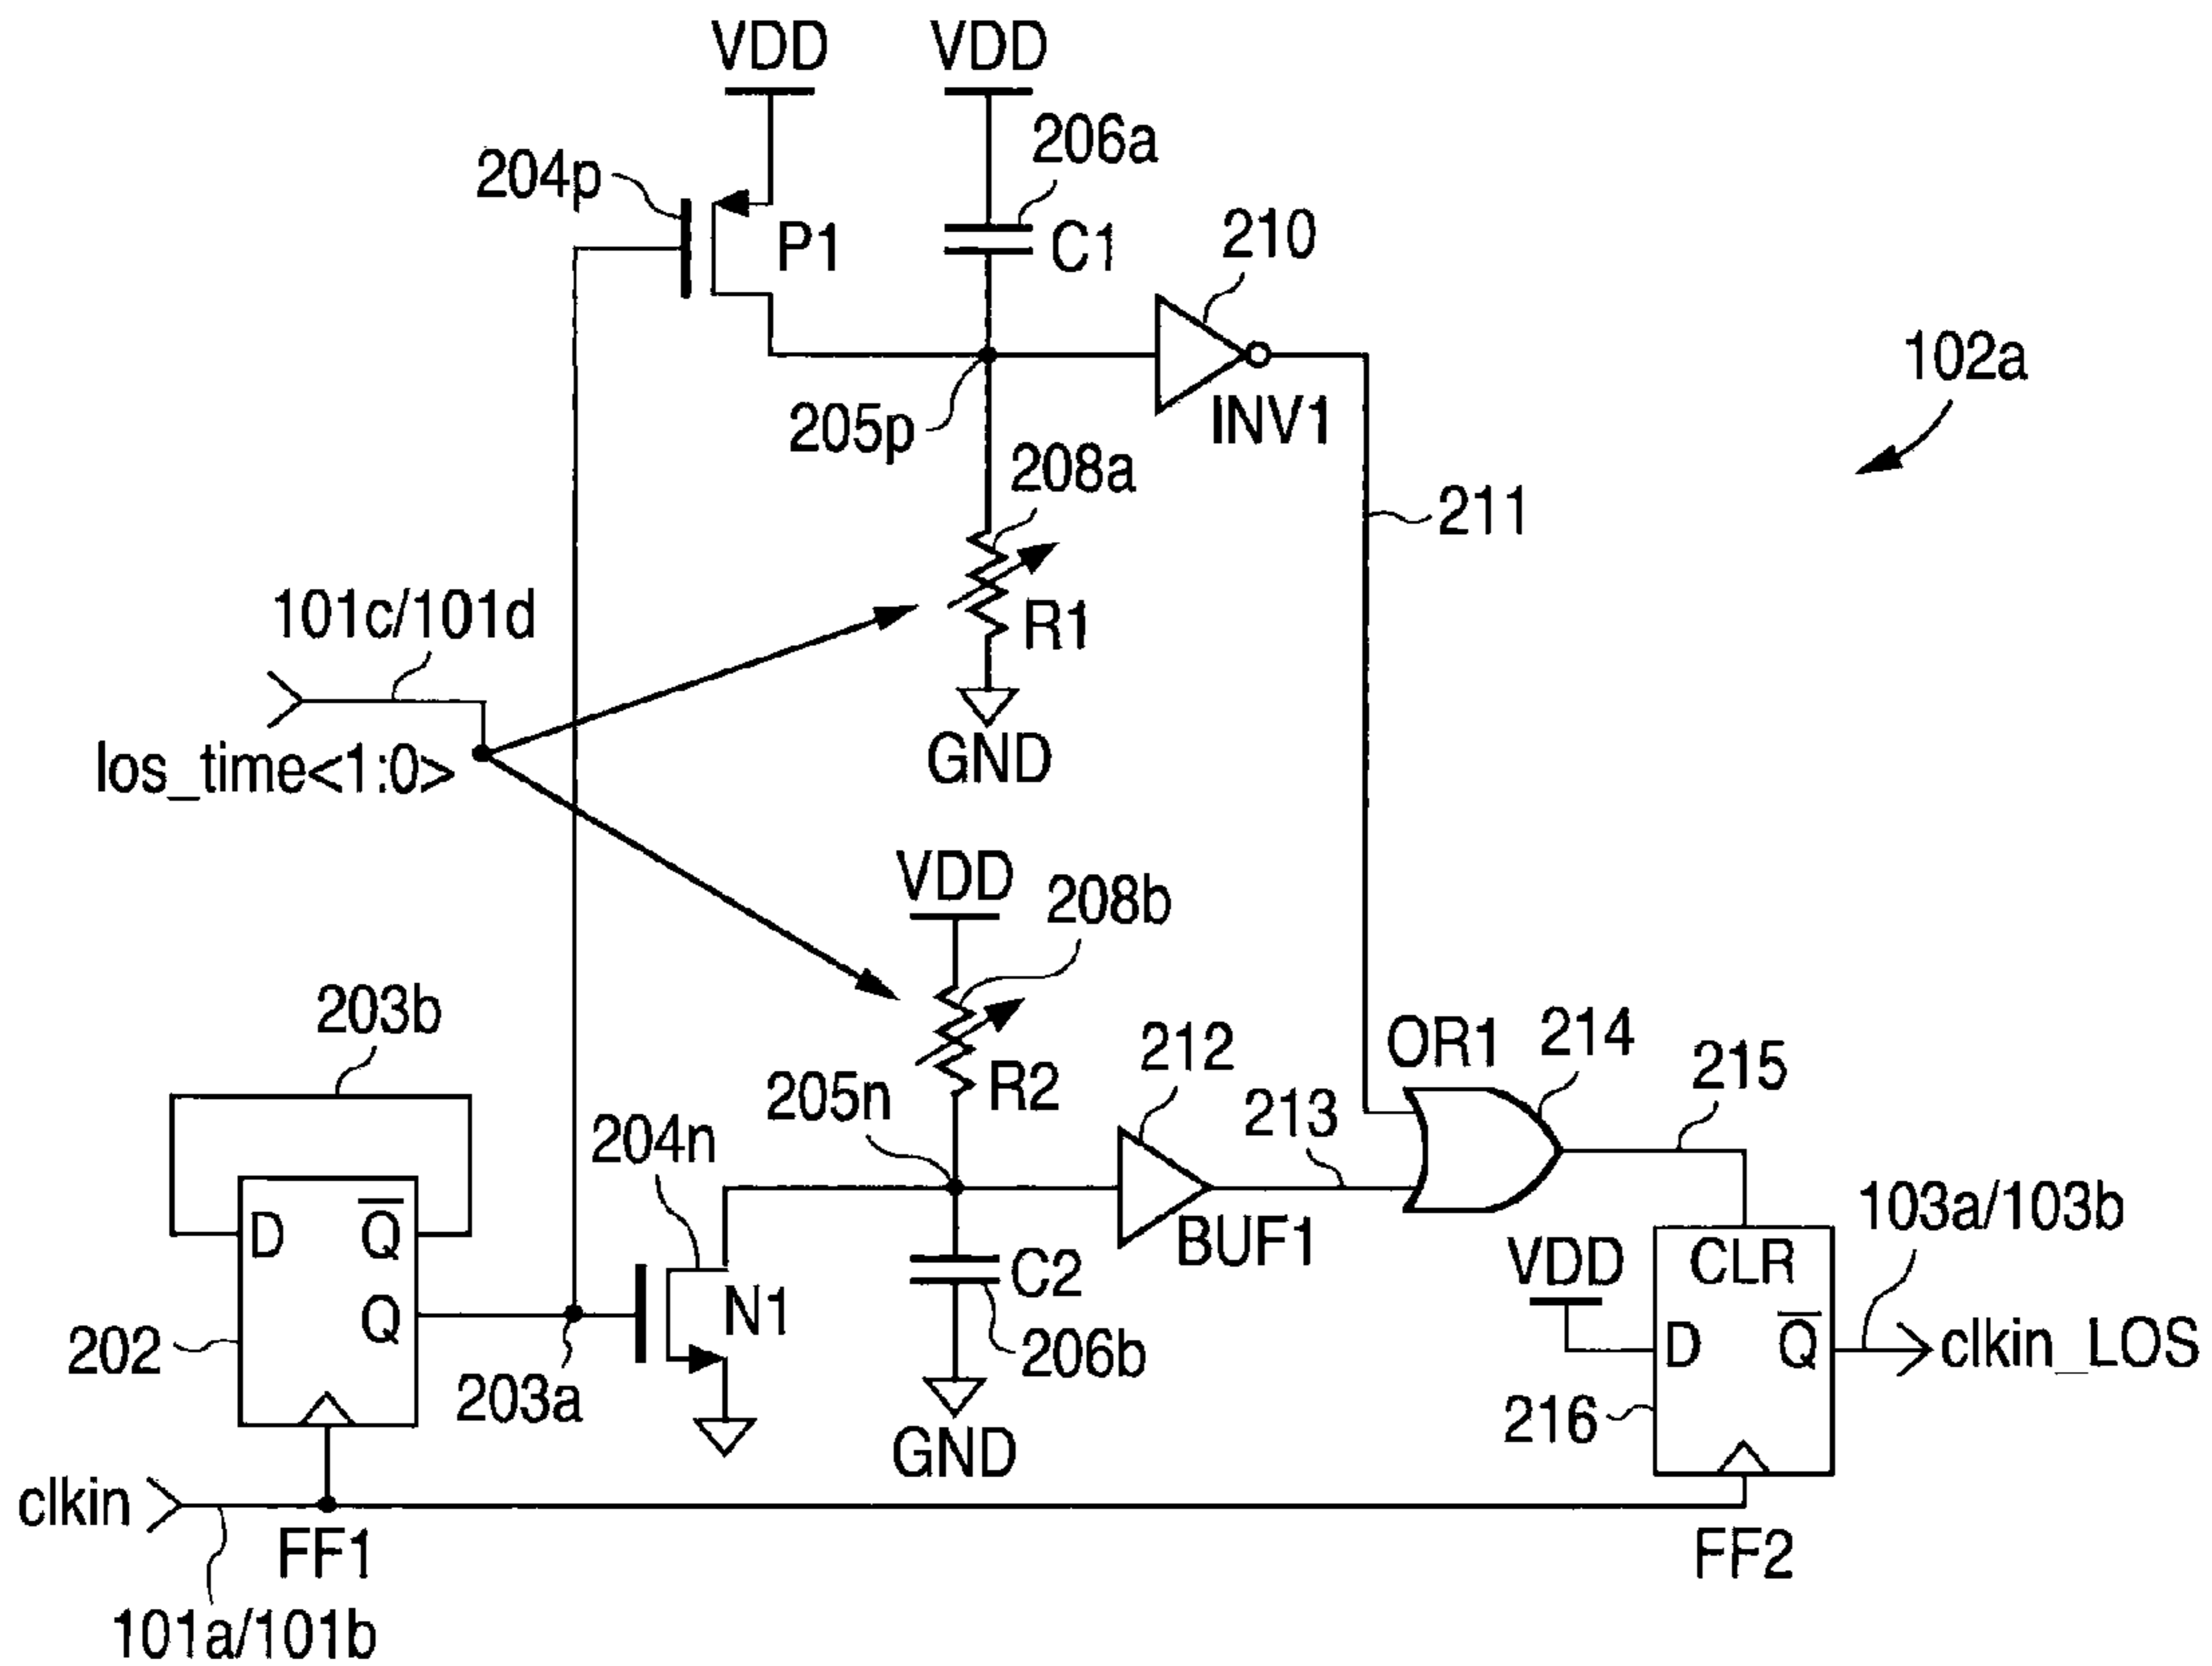 VDD
VDD
206a
204p
P1
C1
210
102a
205p
INV1
208a
211
101c/101d
R1
los_time<1:0>
GND
VDD
208b
203b
OR1
214
212
215
205n
R2
213
204n
103a/103b
D
Q
BUF1
VDD
CLR
C2
N1
Q
202
206b
D
Q
clkin_LOS
203a
216
GND
clkin
FF1
FF2
101a/101b